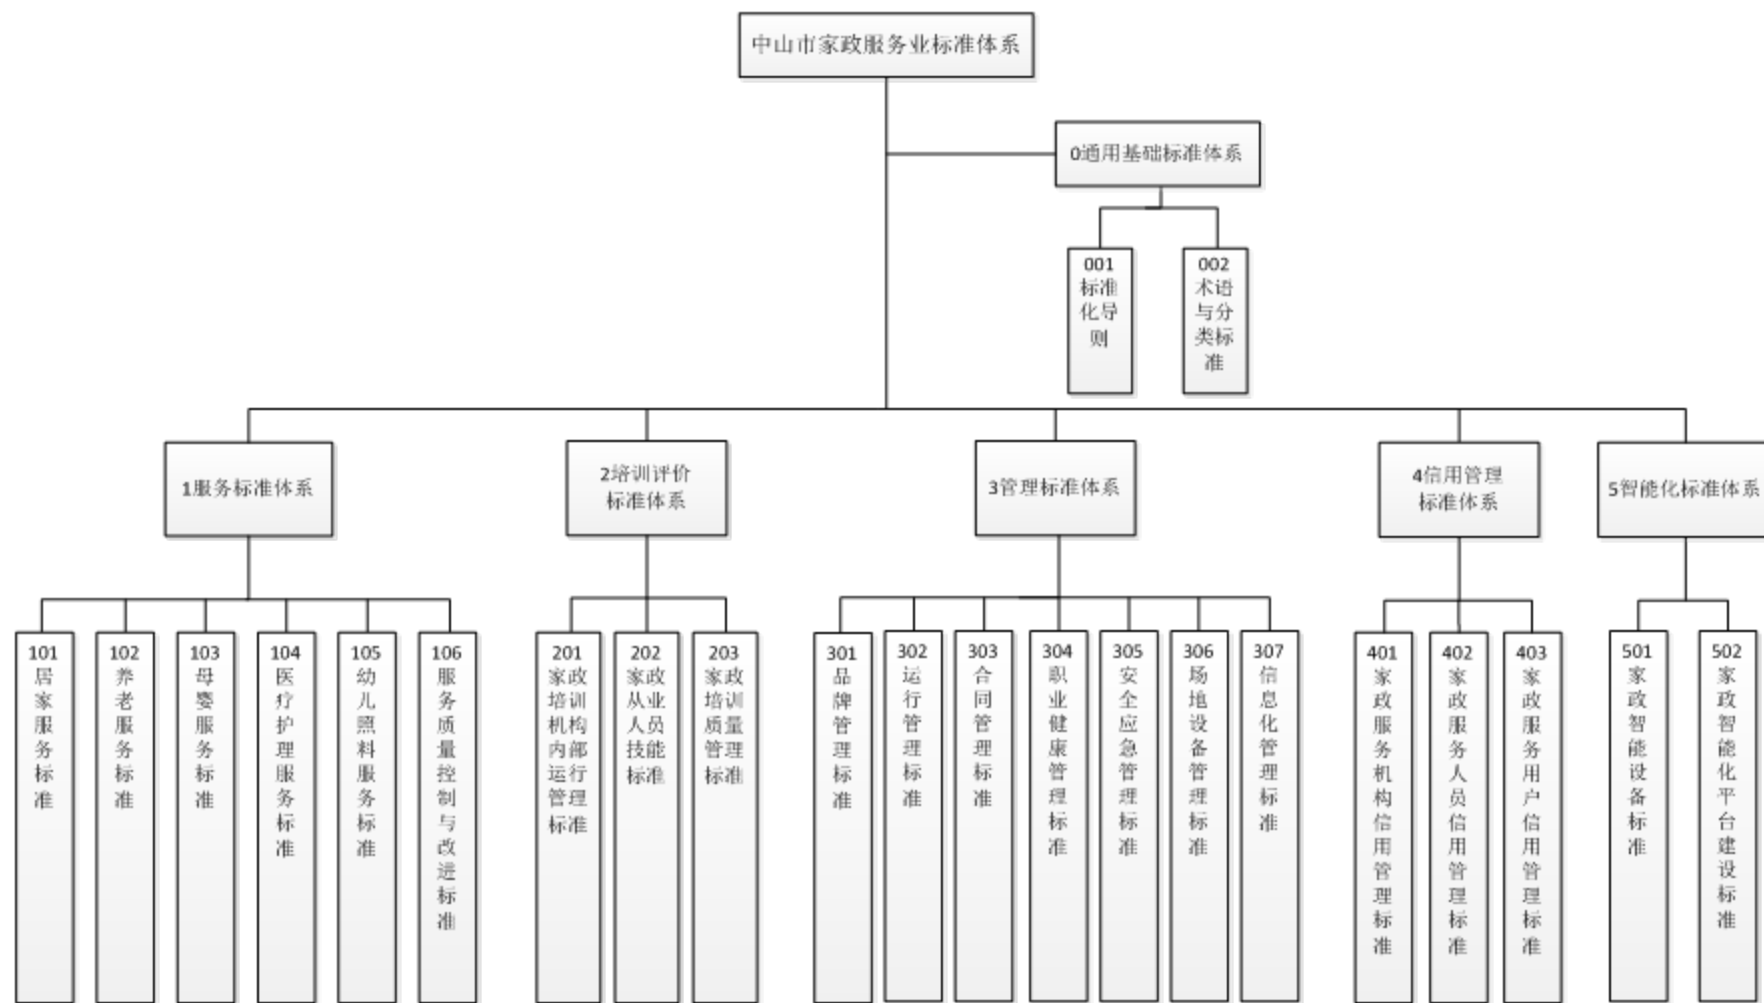 中山市家政服务业标准体系
0通用基础标准体系
001
标准
化导
则
002
术语
与分
类标
准
1服务标准体系
2培训评价
标准体系
3管理标准体系
4信用管理
标准体系
5智能化标准体系
101
居家服务标准
102
养老服务标准
103
母婴服务标准
104
医疗护理服务标准
105
幼儿照料服务标准
106
服务质量控制与改进标准
201
家政
培训
机构
内部
运行
管理
标准
202
家政
从业
人员
技能
标准
203
家政
培训
质量
管理
标准
301
品牌管理标准
302
运行管理标准
303
合同管理标准
304
职业健康管理标准
305
安全应急管理标准
306
场地设备管理标准
307
信息化管理标准
401
家政服务机构信用管理标准
402
家政服务人员信用管理标准
403
家政服务用户信用管理标准
501
家政智能设备标准
502
家政智能化平台建设标准